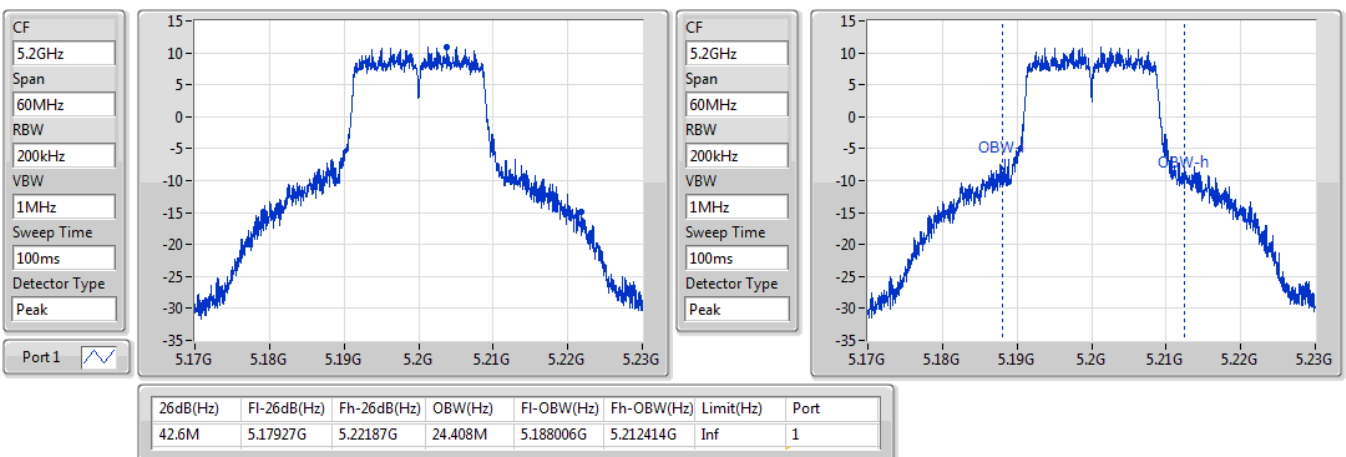 CF
5.2GHz
Span
60MHz
RBW
200kHz
VBW
1MHz
Sweep Time
100ms
Detector Type
Peak
Port 1
15
10
5
0
-5
-10
-15
-20
-25
-30
-35
5.17G 5.18G 5.19G 5.2G 5.21G 5.22G 5.23G
CF
5.2GHz
Span
60MHz
RBW
200kHz
VBW
1MHz
Sweep Time
100ms
Detector Type
Peak
15
10
5
0
-5
-10
-15
-20
-25
-30
-35
OBW-
OBW-h
5.17G 5.18G 5.19G 5.2G 5.21G 5.22G 5.23G
26dB(Hz) Fl-26dB(Hz) Fh-26dB(Hz) OBW(Hz) Fl-OBW(Hz) Fh-OBW(Hz) Limit(Hz) Port
42.6M 5.17927G 5.22187G 24.408M 5.188006G 5.212414G Inf 1